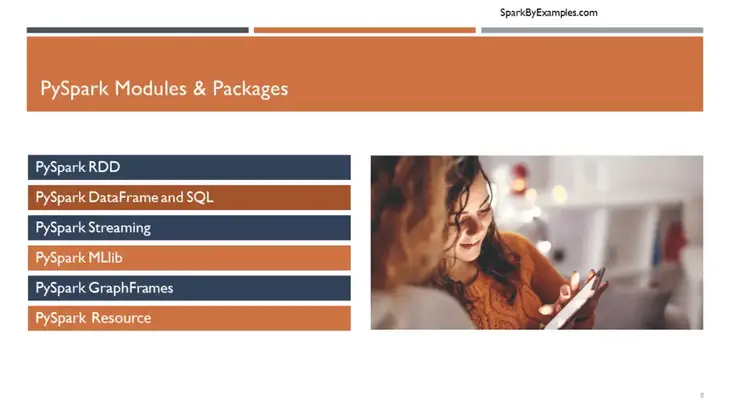 SparkByExamples.com
PySpark Modules & Packages
PySpark RDD
PySpark DataFrame and SQL
PySpark Streaming
PySpark MLlib
PySpark GraphFrames
PySpark Resource